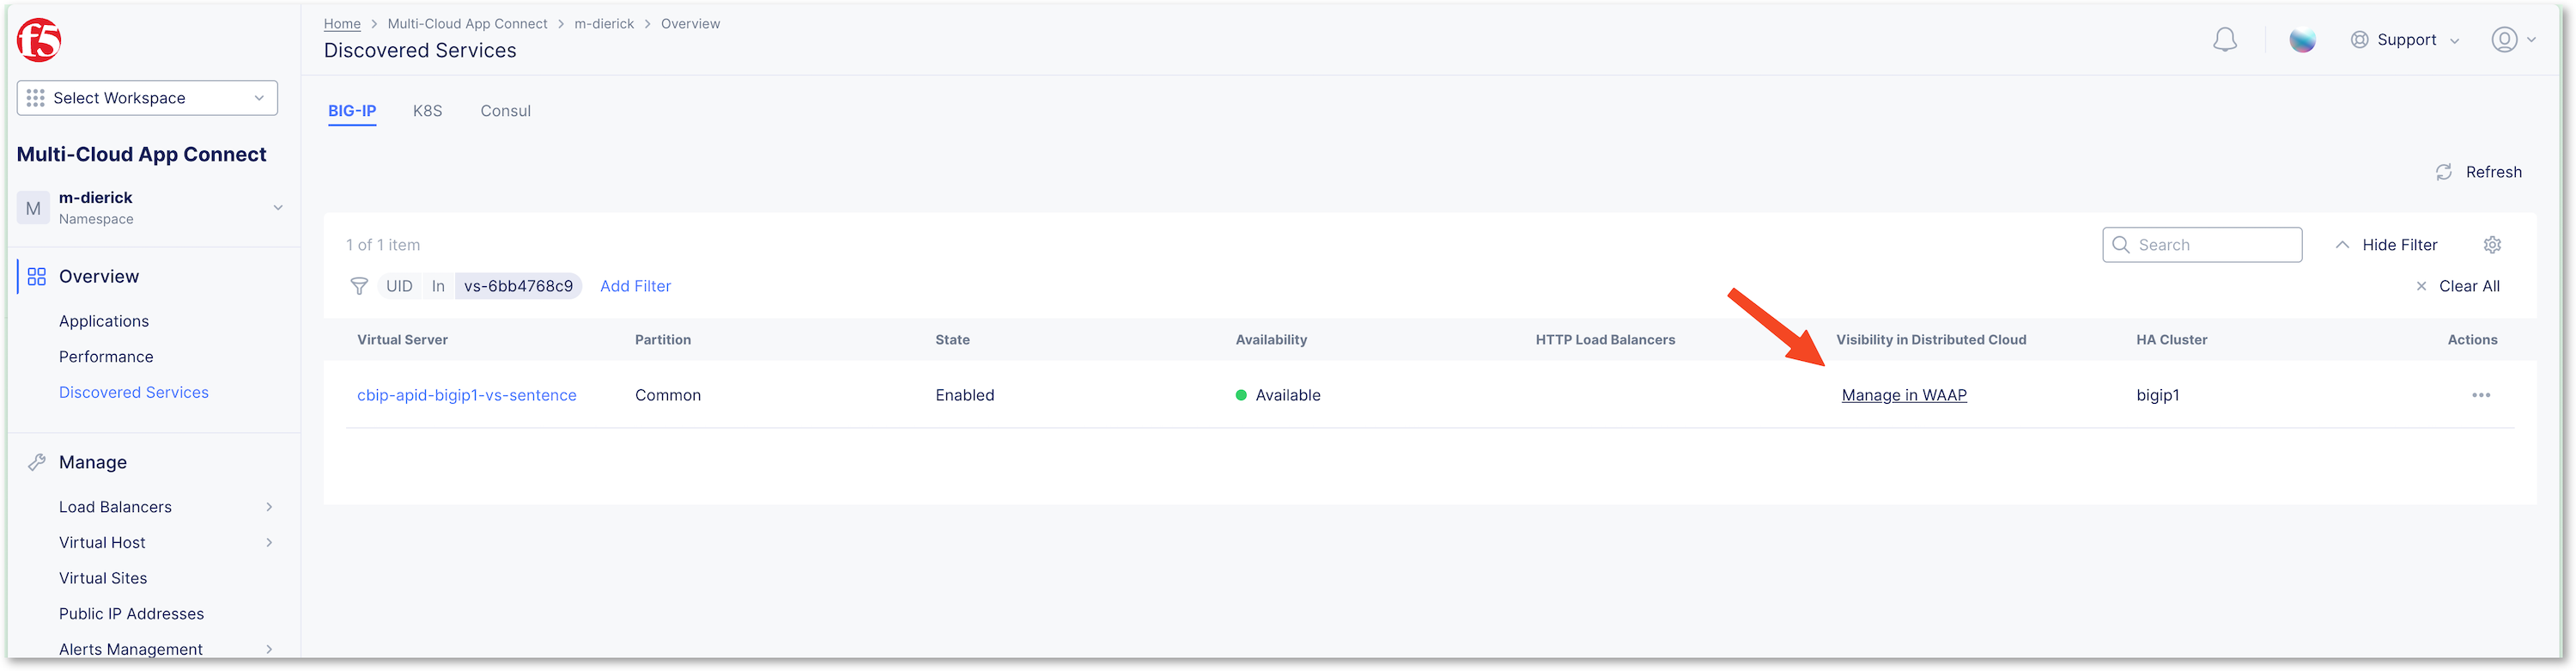 f5
Select Workspace
Multi-Cloud App Connect
M
m-dierick
Namespace
Overview
Applications
Performance
Discovered Services
Manage
Load Balancers
Virtual Host
Virtual Sites
Public IP Addresses
Alerts Management
Home > Multi-Cloud App Connect > m-dierick > Overview
Discovered Services
Support
BIG-IP K8S Consul
Refresh
1 of 1 item
Search
Hide Filter
UID In vs-6bb4768c9 Add Filter
Clear All
Virtual Server Partition State Availability HTTP Load Balancers Visibility in Distributed Cloud HA Cluster Actions
cbip-apid-bigip1-vs-sentence Common Enabled Available Manage in WAAP bigip1